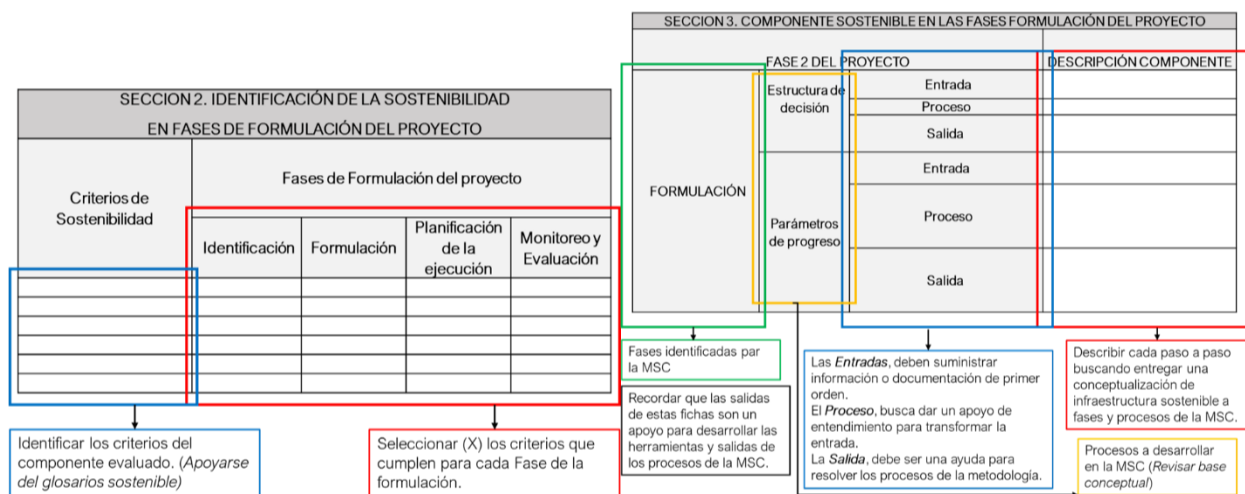 SECCION 2. IDENTIFICACIÓN DE LA SOSTENIBILIDAD
EN FASES DE FORMULACIÓN DEL PROYECTO
Criterios de
Sostenibilidad
Fases de Formulación del proyecto
Identificación
Formulación
Planificación
de la
ejecución
Monitoreo y
Evaluación
Identificar los criterios del
componente evaluado. (Apoyarse
del glosarios sostenible)
Seleccionar (X) los criterios que
cumplen para cada Fase de la
formulación.
SECCION 3. COMPONENTE SOSTENIBLE EN LAS FASES FORMULACIÓN DEL PROYECTO
FASE 2 DEL PROYECTO
DESCRIPCIÓN COMPONENTE
FORMULACIÓN
Estructura de
decisión
Entrada
Proceso
Salida
Parámetros
de progreso
Entrada
Proceso
Salida
Fases identificadas par
la MSC
Recordar que las salidas
de estas fichas son un
apoyo para desarrollar las
herramientas y salidas de
los procesos de la MSC.
Las Entradas, deben suministrar
información o documentación de primer
orden.
El Proceso, busca dar un apoyo de
entendimiento para transformar la
entrada.
La Salida, debe ser una ayuda para
resolver los procesos de la metodología.
Describir cada paso a paso
buscando entregar una
conceptualización de
infraestructura sostenible a
fases y procesos de la MSC.
Procesos a desarrollar
en la MSC (Revisar base
conceptual)